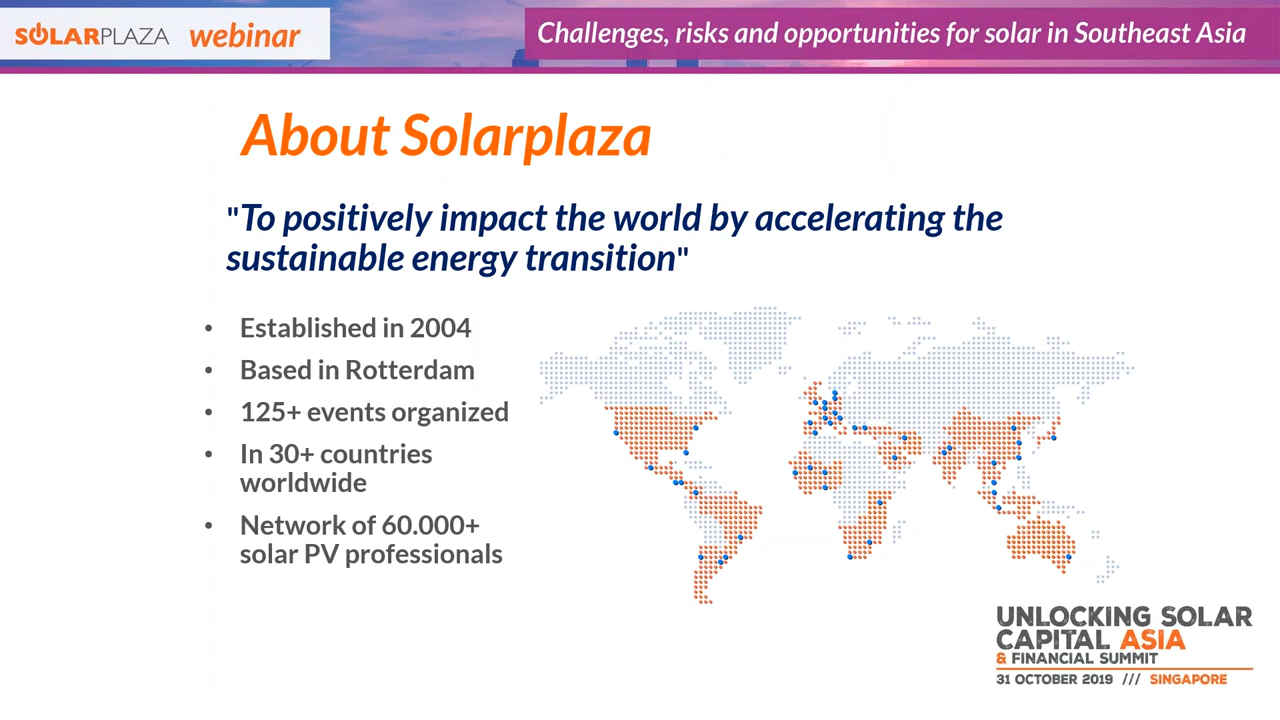 SOLARPLAZA webinar
Challenges, risks and opportunities for solar in Southeast Asia
About Solarplaza
"To positively impact the world by accelerating the
sustainable energy transition"
• Established in 2004
• Based in Rotterdam
• 125+ events organized
• In 30+ countries
worldwide
• Network of 60.000+
solar PV professionals
UNLOCKING SOLAR
CAPITAL ASIA
& FINANCIAL SUMMIT
31 OCTOBER 2019 /// SINGAPORE